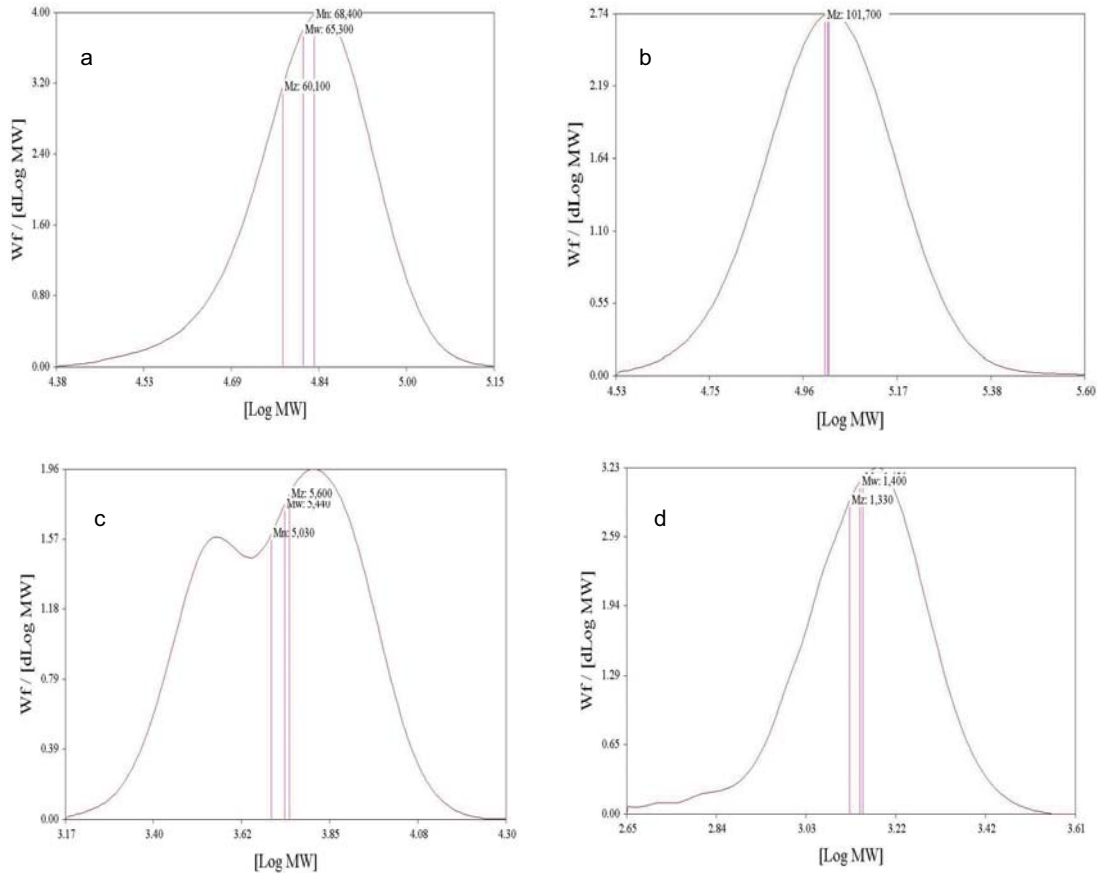 a
4.00
3.20
2.40
1.60
0.80
0.00
Wf / [dLog MW]
Mn: 68,400
Mw: 65,300
Mz: 60,100
4.38 4.53 4.69 4.84 5.00 5.15
[Log MW]
b
2.74
2.19
1.64
1.10
0.55
0.00
Wf / [dLog MW]
Mz: 101,700
4.53 4.75 4.96 5.17 5.38 5.60
[Log MW]
c
1.96
1.57
1.18
0.79
0.39
0.00
Wf / [dLog MW]
Mz: 5,600
Mw: 5,440
Mn: 5,030
3.17 3.40 3.62 3.85 4.08 4.30
[Log MW]
d
3.23
2.59
1.94
1.29
0.65
0.00
Wf / [dLog MW]
Mw: 1,400
Mz: 1,330
2.65 2.84 3.03 3.22 3.42 3.61
[Log MW]